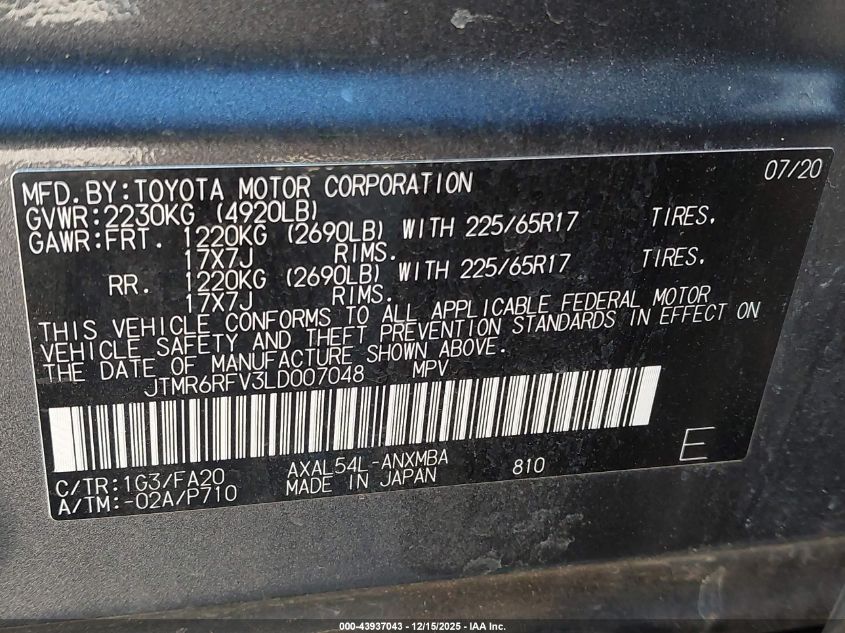 07/20
MFD.BY:TOYOTA MOTOR CORPORATION
GVWR:2230KG (4920LB)
GAWR:FRT. 1220KG (2690LB) WITH 225/65R17 TIRES.
17X7J RIMS.
RR. 1220KG (2690LB) WITH 225/65R17 TIRES.
17X7J RIMS.
THIS VEHICLE CONFORMS TO ALL APPLICABLE FEDERAL MOTOR
VEHICLE SAFETY AND THEFT PREVENTION STANDARDS IN EFFECT ON
THE DATE OF MANUFACTURE SHOWN ABOVE.
JTMR6RFV3LD007048 MPV
C/TR:1G3/FA20 AXAL54L-ANXMBA 810 E
A/TM:-02A/P710 MADE IN JAPAN
000-43937043 - 12/15/2025 - IAA Inc.